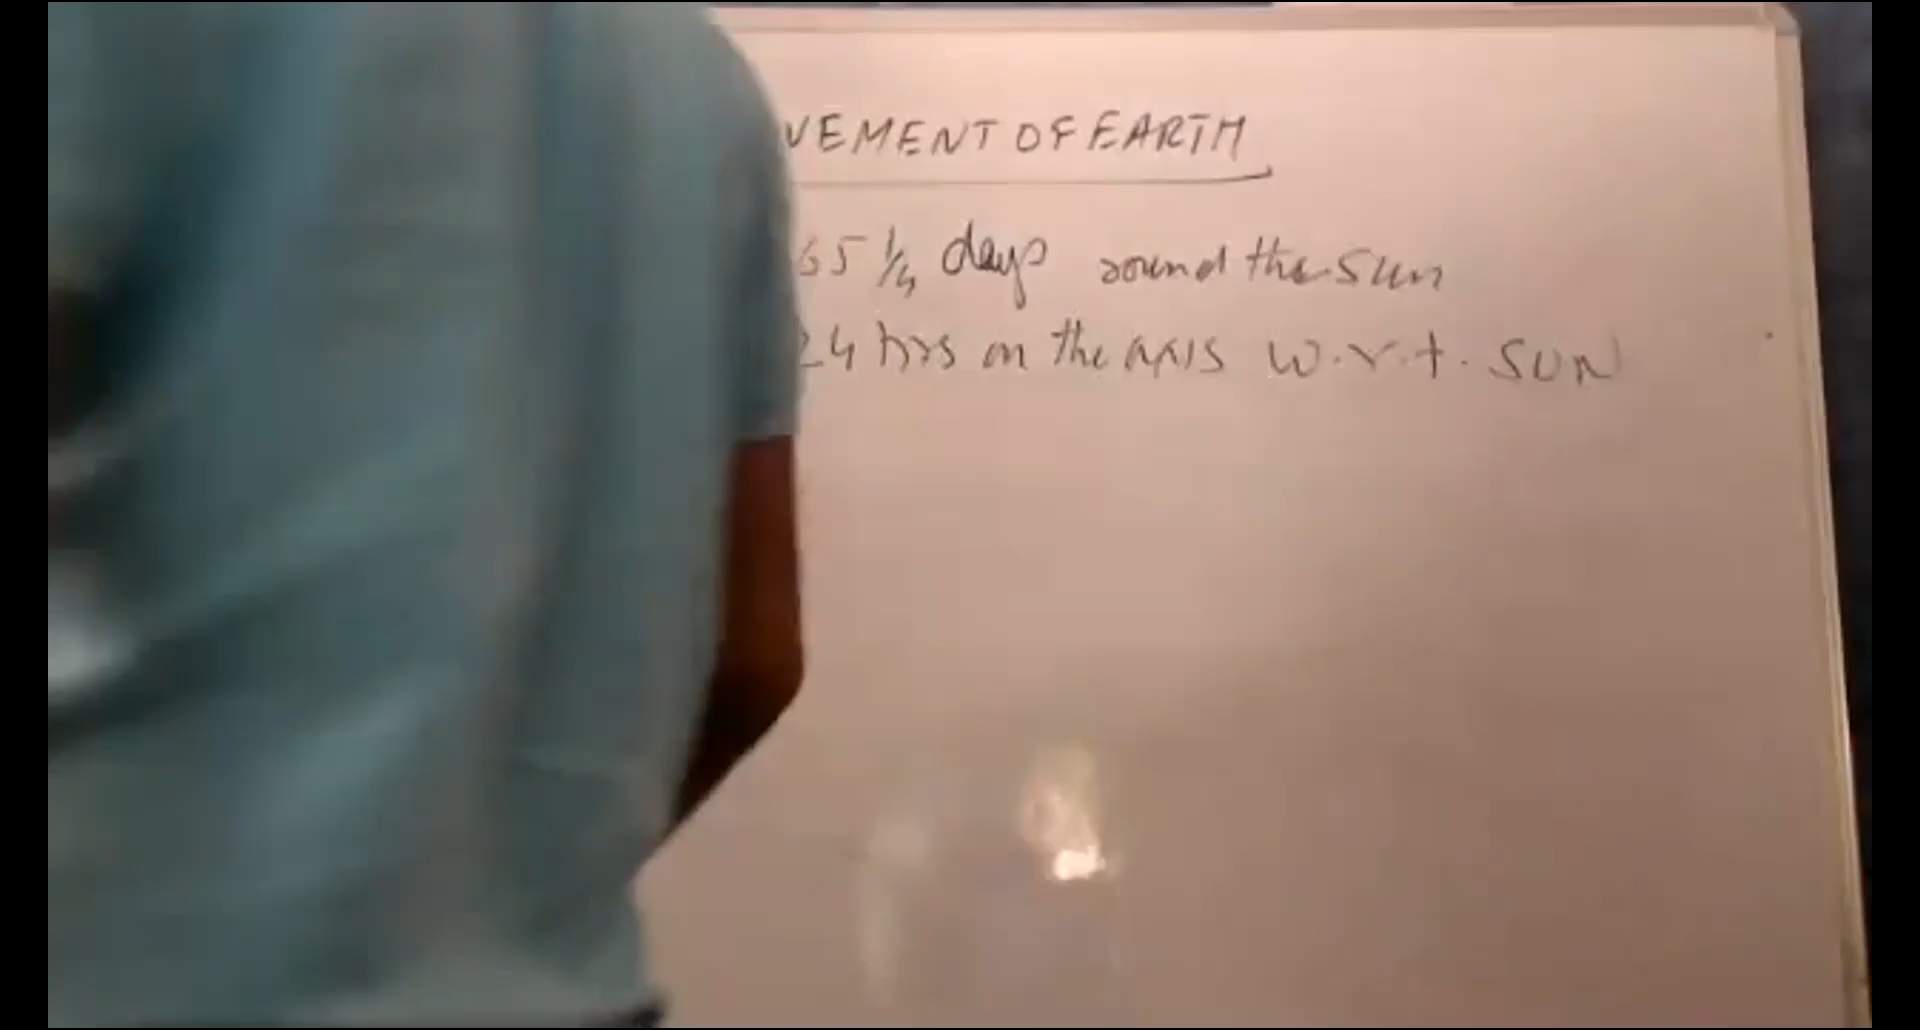 VEMENT OF EARTH
65 1/4 days round the sun
24 hrs on the axis w.r.t. SUN